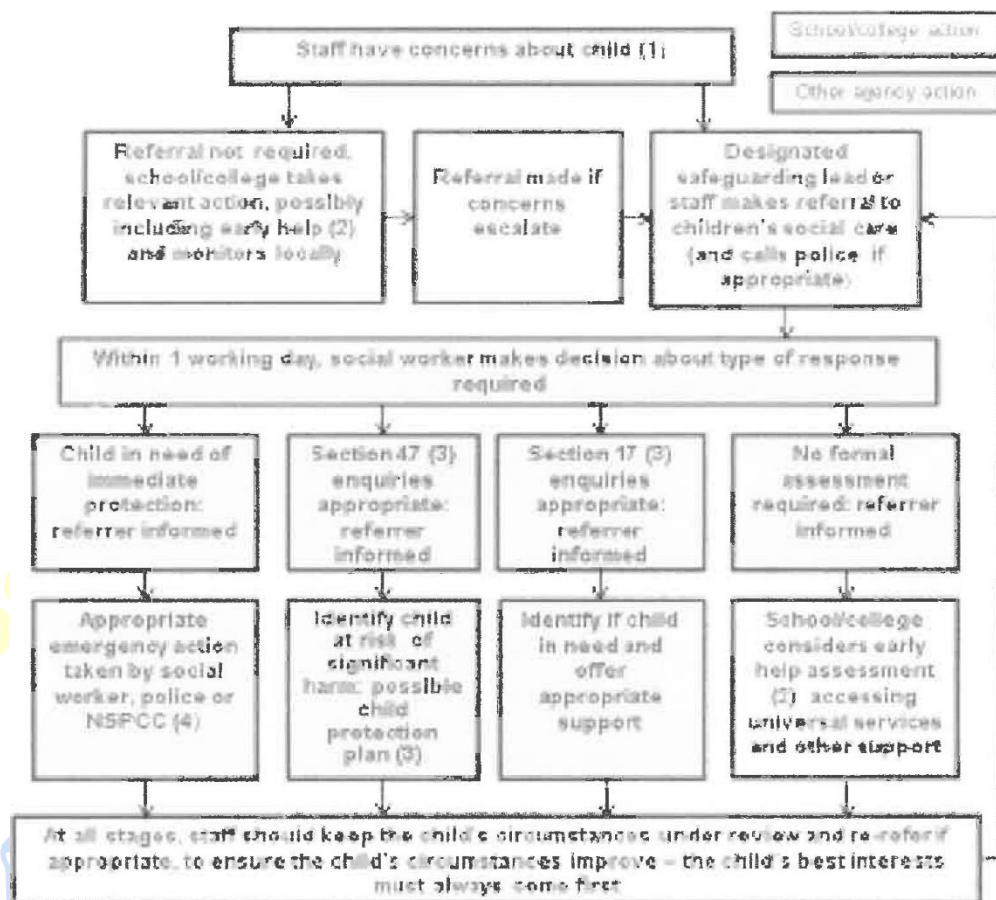 School/college action
Staff have concerns about child (1)
Other agency action
Referral not required,
school/college takes
relevant action, possibly
including early help (2)
and monitors locally
Referral made if
concerns
escalate
Designated
safeguarding lead or
staff makes referral to
children's social care
(and calls police if
appropriate)
Within 1 working day, social worker makes decision about type of response
required
Child in need of
immediate
protection:
referrer informed
Section 47 (3)
enquiries
appropriate:
referrer
informed
Section 17 (3)
enquiries
appropriate:
referrer
informed
No formal
assessment
required: referrer
informed
Appropriate
emergency action
taken by social
worker, police or
NSPCC (4)
Identify child
at risk of
significant
harm: possible
child
protection
plan (3)
Identify if child
in need and
offer
appropriate
support
School/college
considers early
help assessment
(2) accessing
universal services
and other support
At all stages, staff should keep the child's circumstances under review and re-refer if
appropriate, to ensure the child's circumstances improve – the child's best interests
must always come first